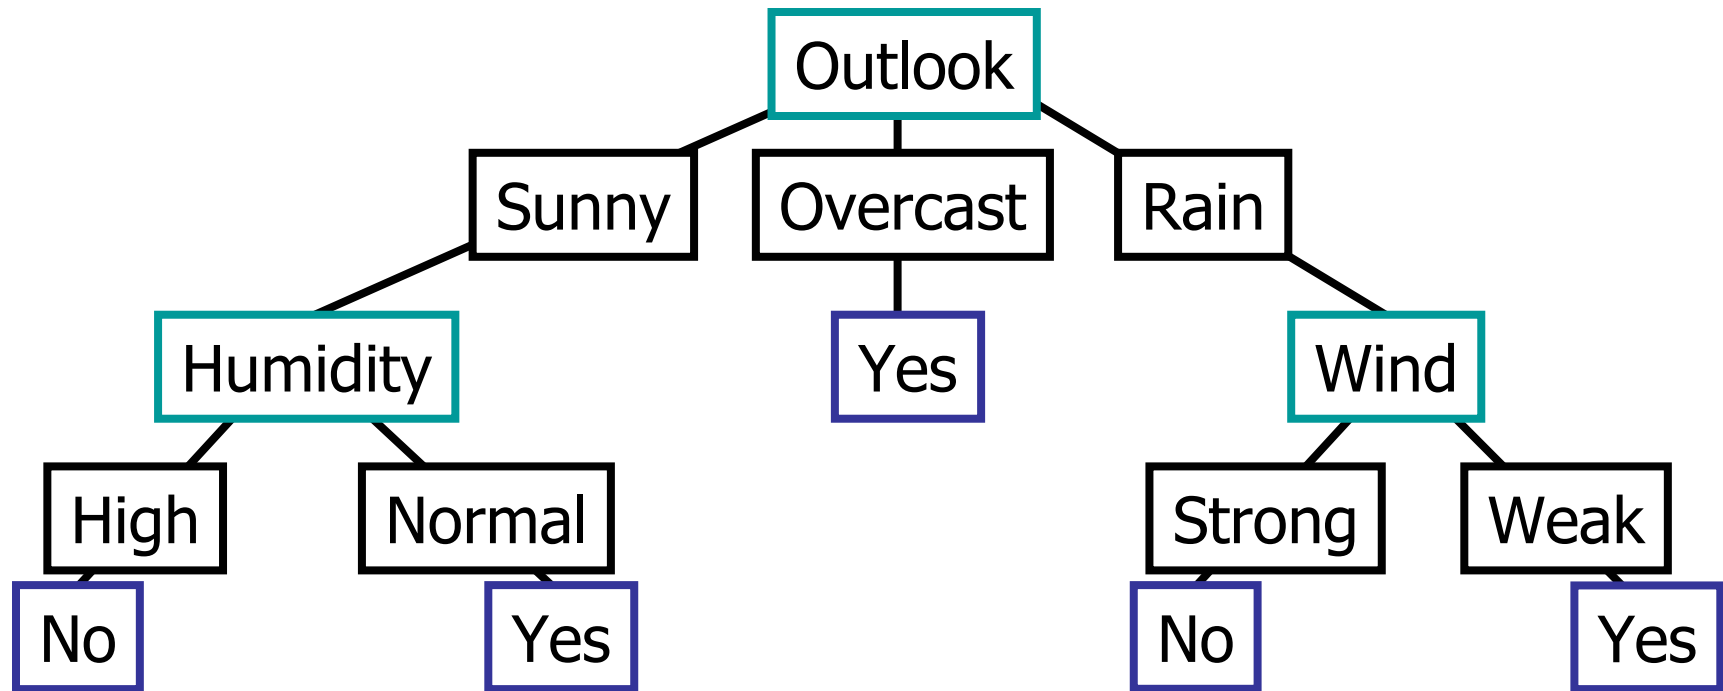 Outlook
Sunny
Overcast
Rain
Humidity
Yes
Wind
High
Normal
Strong
Weak
No
Yes
No
Yes